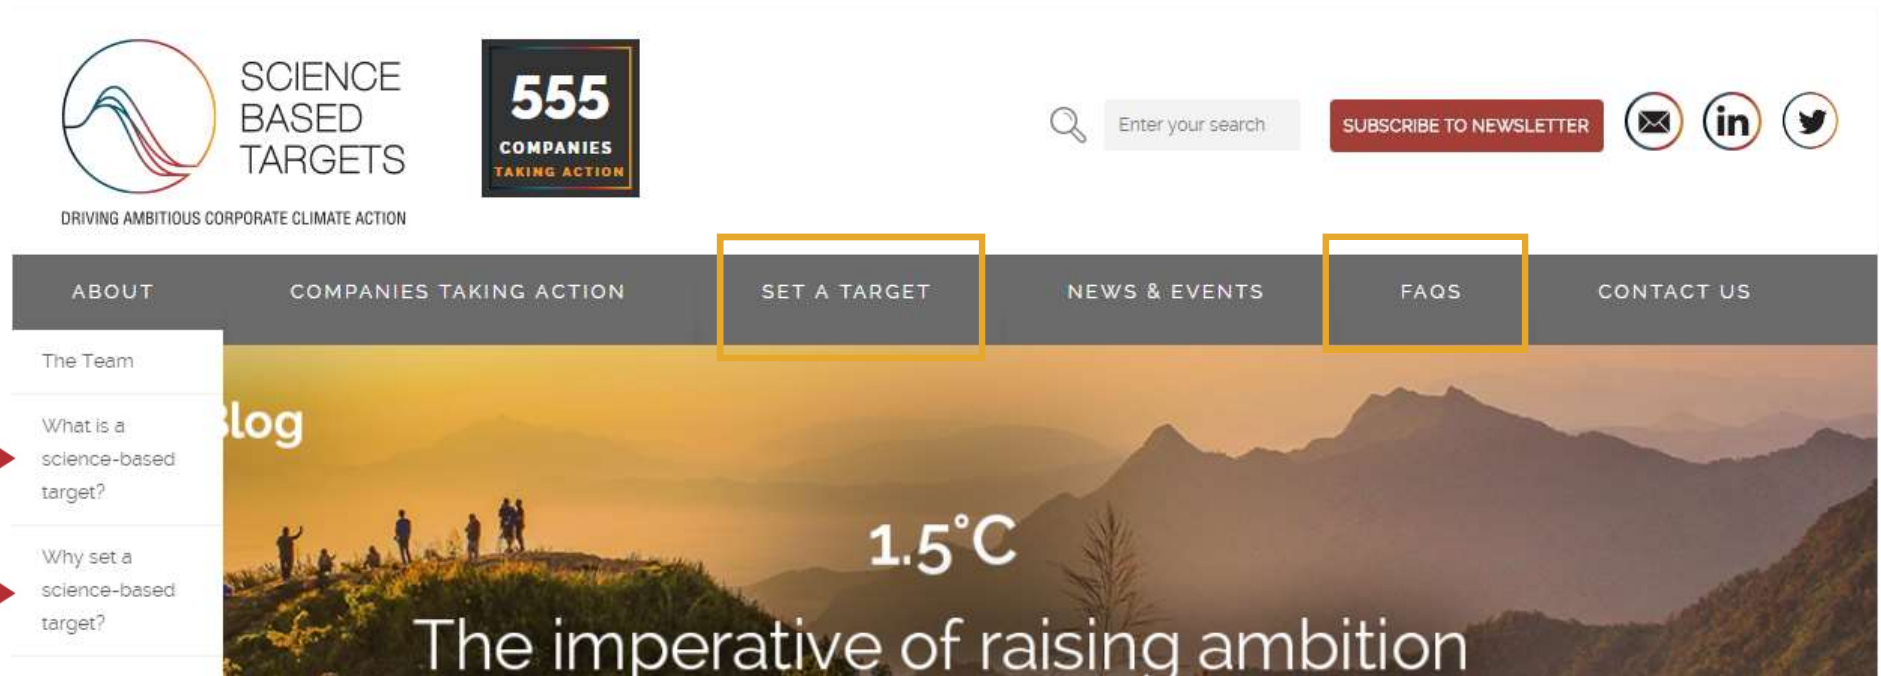 SCIENCE
BASED
TARGETS
DRIVING AMBITIOUS CORPORATE CLIMATE ACTION
555
COMPANIES
TAKING ACTION
Enter your search
SUBSCRIBE TO NEWSLETTER
in
ABOUT
COMPANIES TAKING ACTION
SET A TARGET
NEWS & EVENTS
FAQS
CONTACT US
The Team
What is a
science-based
target?
Why set a
science-based
target?
Blog
1.5°C
The imperative of raising ambition